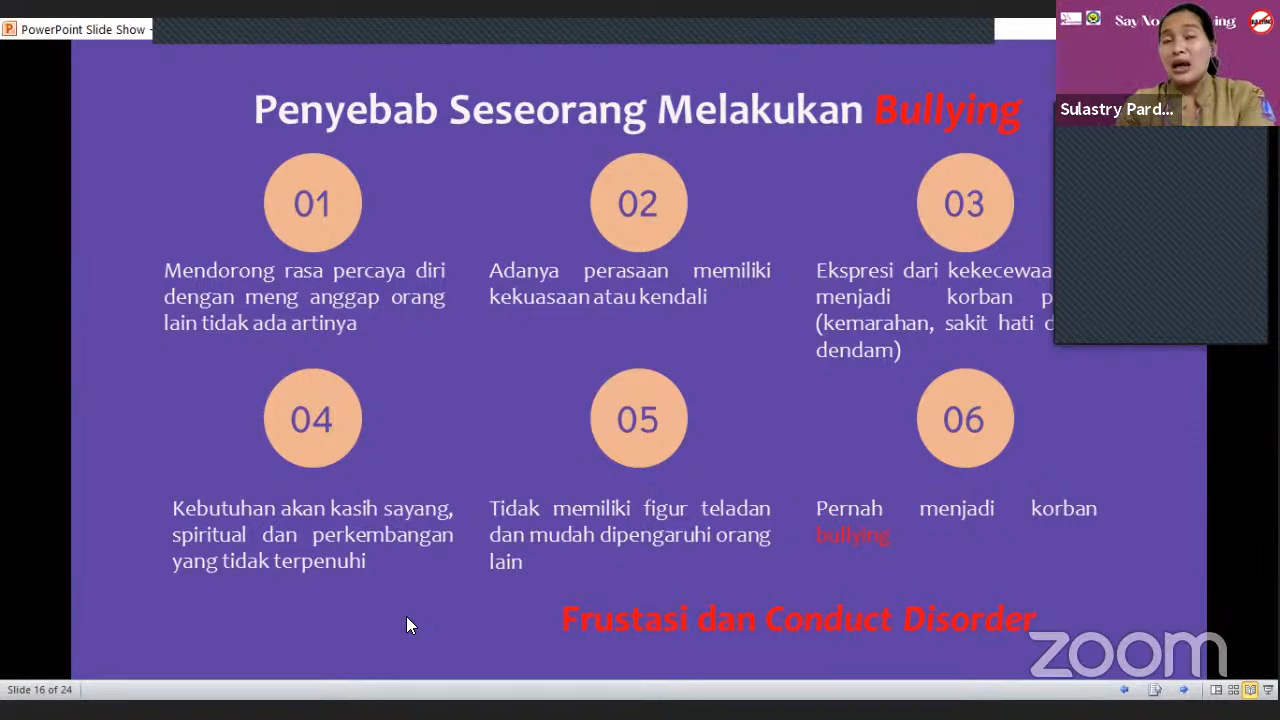 PowerPoint Slide Show -
Say No
ing
Sulastry Pard...
Penyebab Seseorang Melakukan Bullying
01
Mendorong rasa percaya diri
dengan meng anggap orang
lain tidak ada artinya
02
Adanya perasaan memiliki
kekuasaan atau kendali
03
Ekspresi dari kekecewaa
menjadi korban p
(kemarahan, sakit hati d
dendam)
04
Kebutuhan akan kasih sayang,
spiritual dan perkembangan
yang tidak terpenuhi
05
Tidak memiliki figur teladan
dan mudah dipengaruhi orang
lain
06
Pernah menjadi korban
bullying
Frustasi dan Conduct Disorder
zoom
Slide 16 of 24